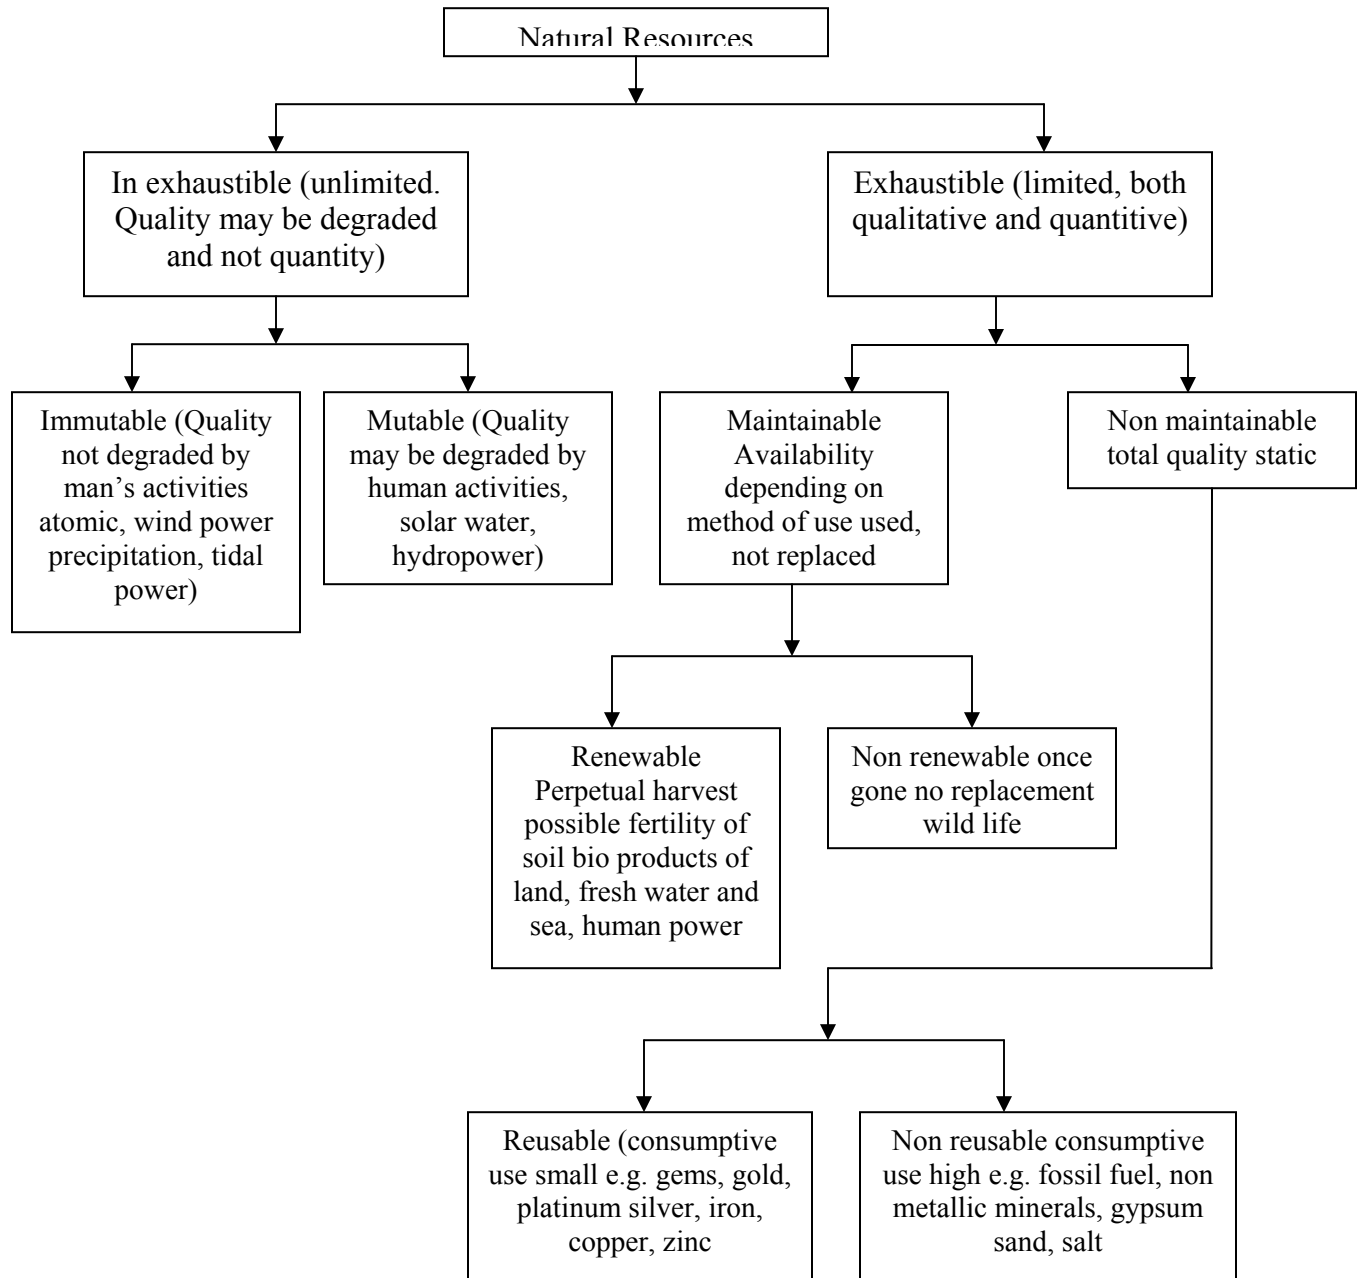 Natural Resources
In exhaustible (unlimited.
Quality may be degraded
and not quantity)
Exhaustible (limited, both
qualitative and quantitive)
Immutable (Quality
not degraded by
man’s activities
atomic, wind power
precipitation, tidal
power)
Mutable (Quality
may be degraded by
human activities,
solar water,
hydropower)
Maintainable
Availability
depending on
method of use used,
not replaced
Non maintainable
total quality static
Renewable
Perpetual harvest
possible fertility of
soil bio products of
land, fresh water and
sea, human power
Non renewable once
gone no replacement
wild life
Reusable (consumptive
use small e.g. gems, gold,
platinum silver, iron,
copper, zinc
Non reusable consumptive
use high e.g. fossil fuel, non
metallic minerals, gypsum
sand, salt